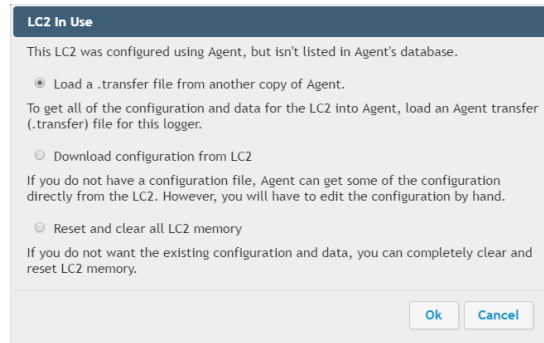 LC2 In Use
This LC2 was configured using Agent, but isn't listed in Agent's database.
Load a .transfer file from another copy of Agent.
To get all of the configuration and data for the LC2 into Agent, load an Agent transfer
(.transfer) file for this logger.
Download configuration from LC2
If you do not have a configuration file, Agent can get some of the configuration
directly from the LC2. However, you will have to edit the configuration by hand.
Reset and clear all LC2 memory
If you do not want the existing configuration and data, you can completely clear and
reset LC2 memory.
Ok Cancel